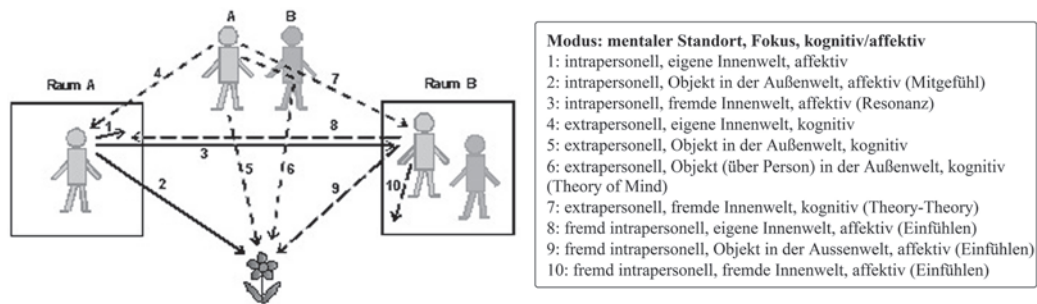 A B
4 7
Raum A Raum B
1
8
3
5 6
2 9 10
Modus: mentaler Standort, Fokus, kognitiv/affektiv
1: intrapersonell, eigene Innenwelt, affektiv
2: intrapersonell, Objekt in der Außenwelt, affektiv (Mitgefühl)
3: intrapersonell, fremde Innenwelt, affektiv (Resonanz)
4: extrapersonell, eigene Innenwelt, kognitiv
5: extrapersonell, Objekt in der Außenwelt, kognitiv
6: extrapersonell, Objekt (über Person) in der Außenwelt, kognitiv
(Theory of Mind)
7: extrapersonell, fremde Innenwelt, kognitiv (Theory-Theory)
8: fremd intrapersonell, eigene Innenwelt, affektiv (Einfühlen)
9: fremd intrapersonell, Objekt in der Aussenwelt, affektiv (Einfühlen)
10: fremd intrapersonell, fremde Innenwelt, affektiv (Einfühlen)